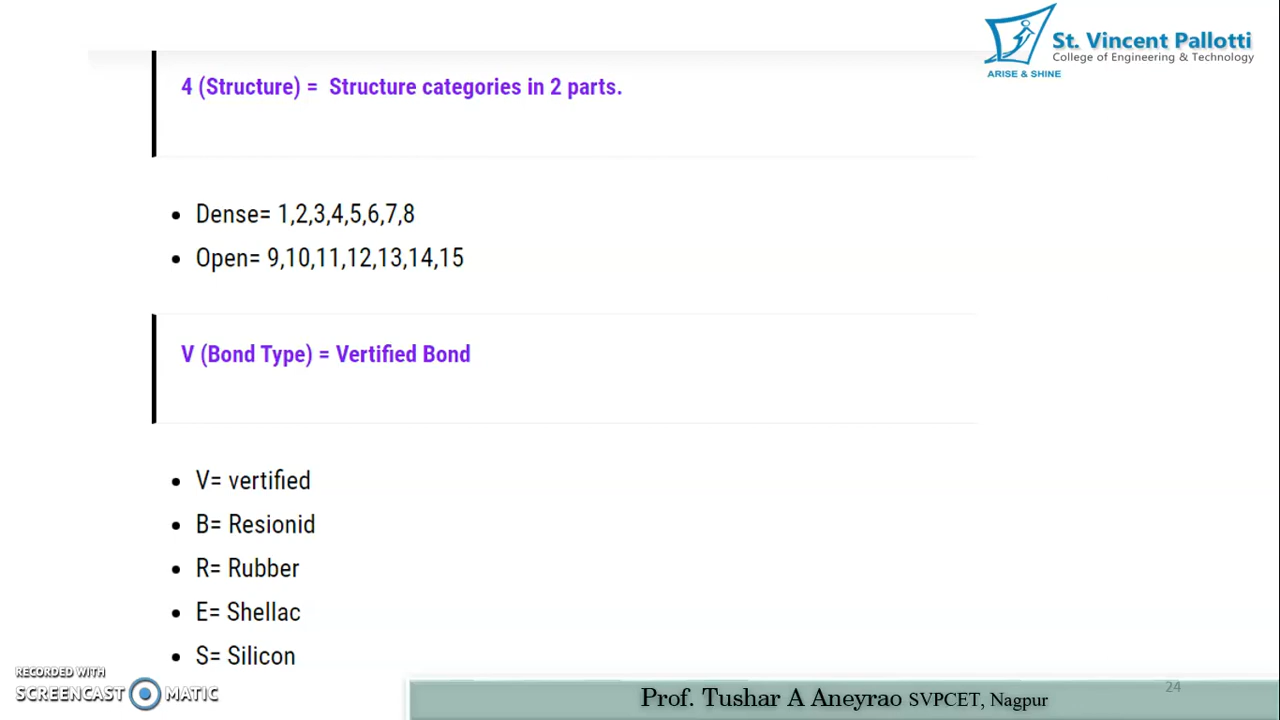 St. Vincent Pallotti
College of Engineering & Technology
ARISE & SHINE
4 (Structure) = Structure categories in 2 parts.
• Dense= 1,2,3,4,5,6,7,8
• Open= 9,10,11,12,13,14,15
V (Bond Type) = Vertified Bond
• V= vertified
• B= Resionid
• R= Rubber
• E= Shellac
• S= Silicon
RECORDED WITH
SCREENCAST MATIC
Prof. Tushar A Aneyrao SVPCET, Nagpur
24